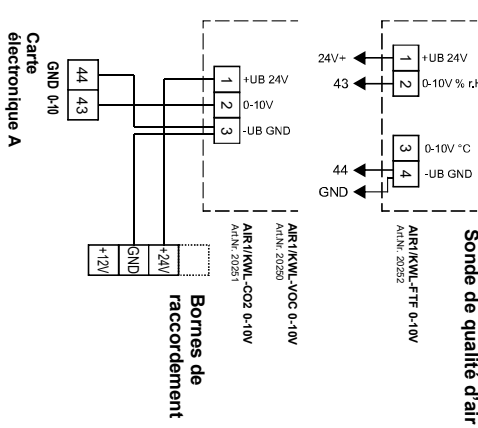 Sonde de qualité d'air
24V+
1
+UB 24V
43
2
0-10V % r.H
3
0-10V °C
44
4
-UB GND
GND
AIR1/KWL-FTF 0-10V
Art.Nr. 20252
1
+UB 24V
2
0-10V
3
-UB GND
AIR1/KWL-VOC 0-10V
Art.Nr. 20250
AIR1/KWL-CO2 0-10V
Art.Nr. 20251
44
43
GND 0-10
Carte
électronique A
+24V
GND
+12V
Bornes de
raccordement